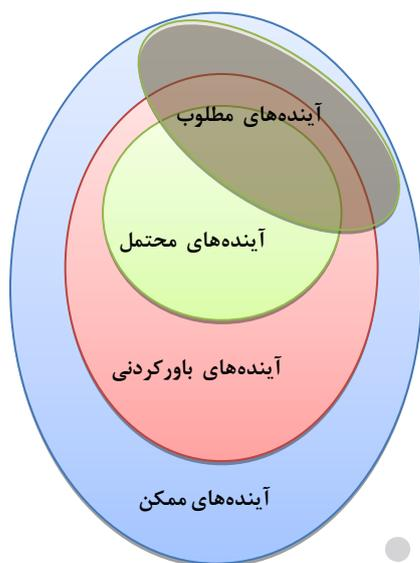 آینده‌های مطلوب
آینده‌های محتمل
آینده‌های باورکردنی
آینده‌های ممکن